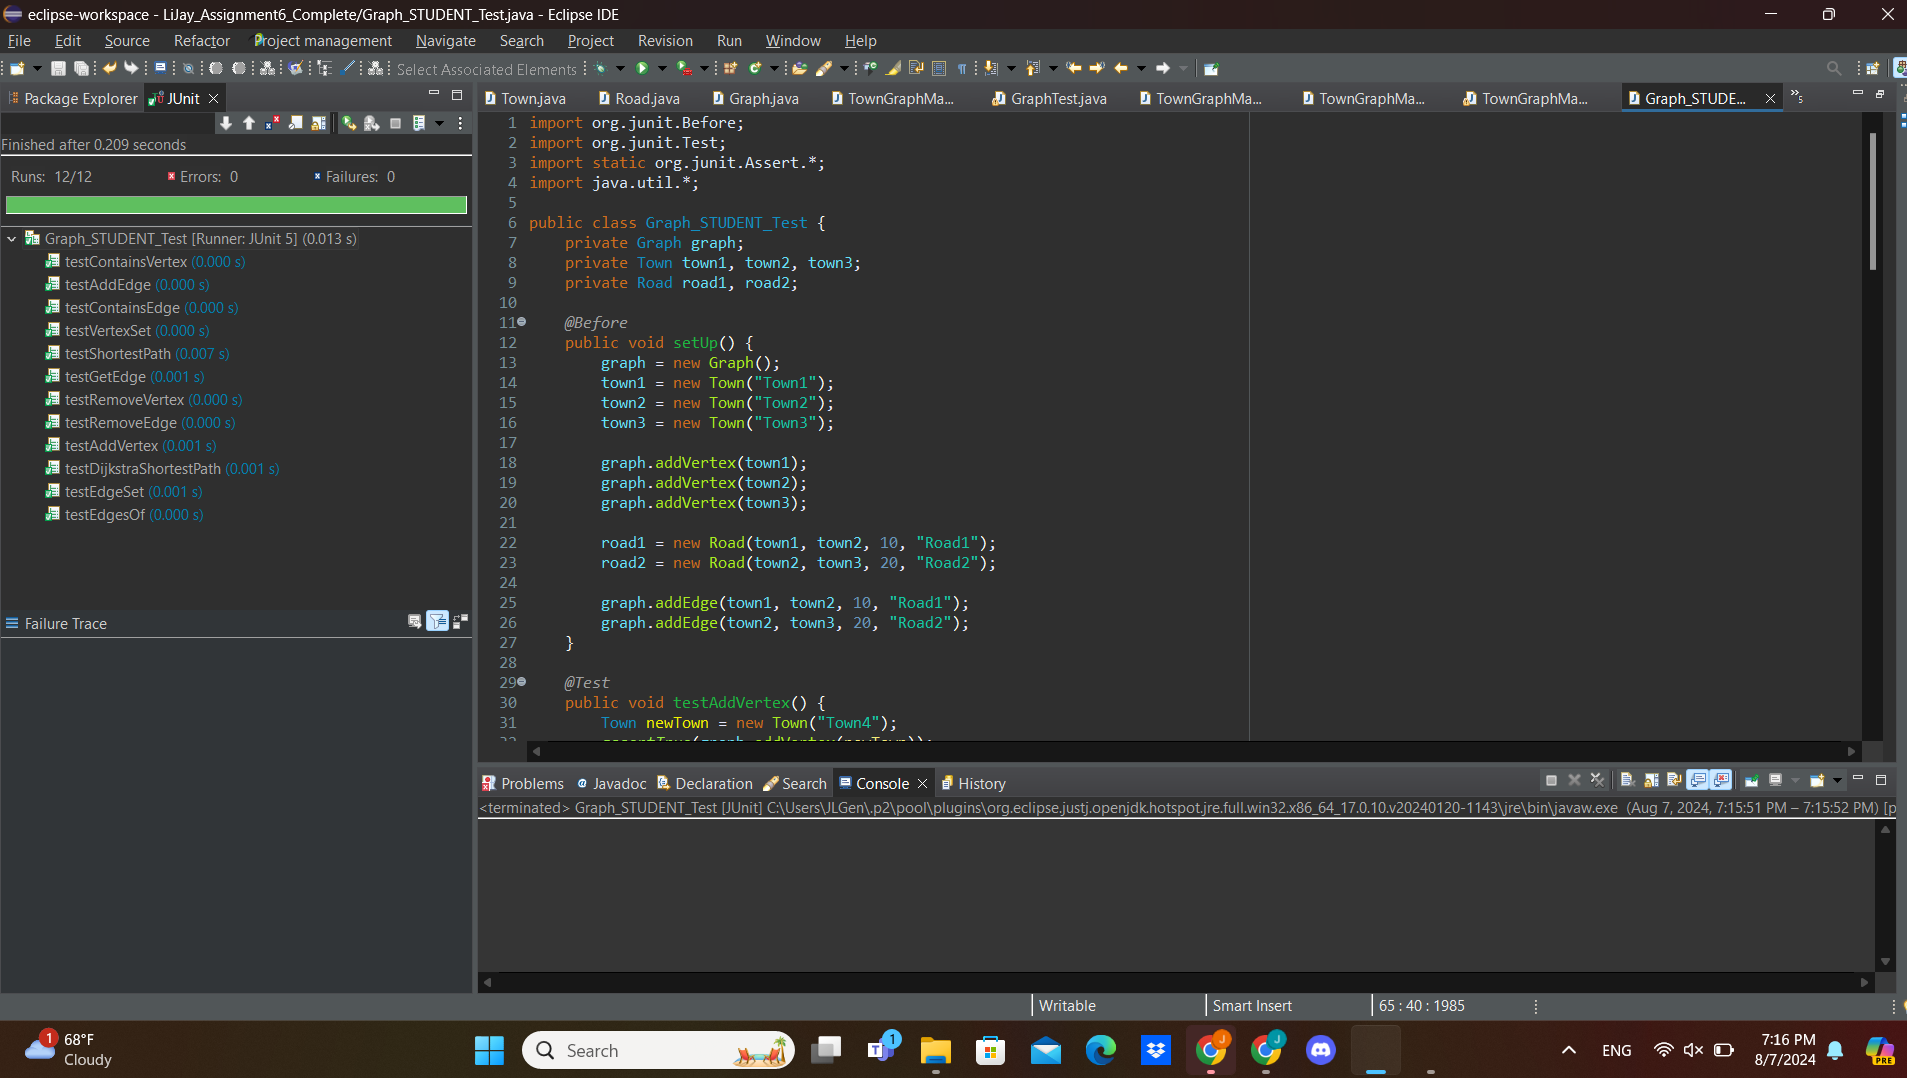 eclipse-workspace - LiJay_Assignment6_Complete/Graph_STUDENT_Test.java - Eclipse IDE
File Edit Source Refactor Project management Navigate Search Project Revision Run Window Help
Select Associated Elements
Package Explorer JUnit
Finished after 0.209 seconds
Runs: 12/12 Errors: 0 Failures: 0
Graph_STUDENT_Test [Runner: JUnit 5] (0.013 s)
testContainsVertex (0.000 s)
testAddEdge (0.000 s)
testContainsEdge (0.000 s)
testVertexSet (0.000 s)
testShortestPath (0.007 s)
testGetEdge (0.001 s)
testRemoveVertex (0.000 s)
testRemoveEdge (0.000 s)
testAddVertex (0.001 s)
testDijkstraShortestPath (0.001 s)
testEdgeSet (0.001 s)
testEdgesOf (0.000 s)
Failure Trace
Town.java Road.java Graph.java TownGraphMa... GraphTest.java TownGraphMa... TownGraphMa... TownGraphMa... Graph_STUDE... 5
1 import org.junit.Before;
2 import org.junit.Test;
3 import static org.junit.Assert.*;
4 import java.util.*;
5
6 public class Graph_STUDENT_Test {
7 private Graph graph;
8 private Town town1, town2, town3;
9 private Road road1, road2;
10
11 @Before
12 public void setUp() {
13 graph = new Graph();
14 town1 = new Town("Town1");
15 town2 = new Town("Town2");
16 town3 = new Town("Town3");
17
18 graph.addVertex(town1);
19 graph.addVertex(town2);
20 graph.addVertex(town3);
21
22 road1 = new Road(town1, town2, 10, "Road1");
23 road2 = new Road(town2, town3, 20, "Road2");
24
25 graph.addEdge(town1, town2, 10, "Road1");
26 graph.addEdge(town2, town3, 20, "Road2");
27 }
28
29 @Test
30 public void testAddVertex() {
31 Town newTown = new Town("Town4");
Problems Javadoc Declaration Search Console History
<terminated> Graph_STUDENT_Test [JUnit] C:\Users\JLGen\.p2\pool\plugins\org.eclipse.justj.openjdk.hotspot.jre.full.win32.x86_64_17.0.10.v20240120-1143\jre\bin\javaw.exe (Aug 7, 2024, 7:15:51 PM – 7:15:52 PM) [p
Writable Smart Insert 65 : 40 : 1985
1 68°F
Cloudy
Search
1
ENG
7:16 PM
8/7/2024
PRE